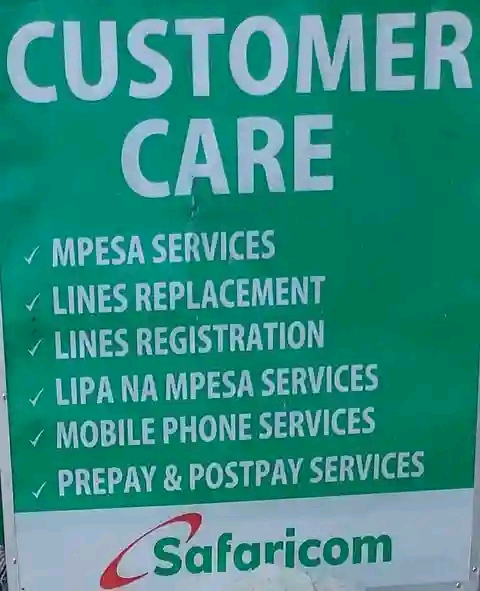 CUSTOMER
CARE
✓ MPESA SERVICES
✓ LINES REPLACEMENT
✓ LINES REGISTRATION
✓ LIPA NA MPESA SERVICES
✓ MOBILE PHONE SERVICES
✓ PREPAY & POSTPAY SERVICES
Safaricom